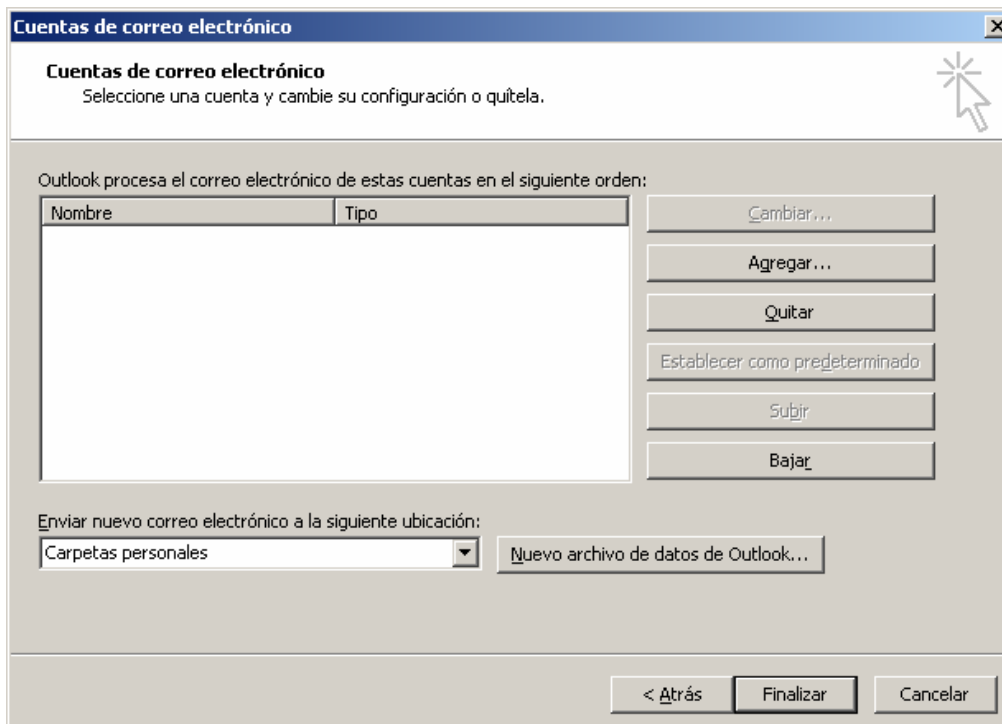 Cuentas de correo electrónico
Cuentas de correo electrónico
Seleccione una cuenta y cambie su configuración o quítela.
Outlook procesa el correo electrónico de estas cuentas en el siguiente orden:
Nombre Tipo
Cambiar...
Agregar...
Quitar
Establecer como predeterminado
Subir
Bajar
Enviar nuevo correo electrónico a la siguiente ubicación:
Carpetas personales Nuevo archivo de datos de Outlook...
< Atrás Finalizar Cancelar